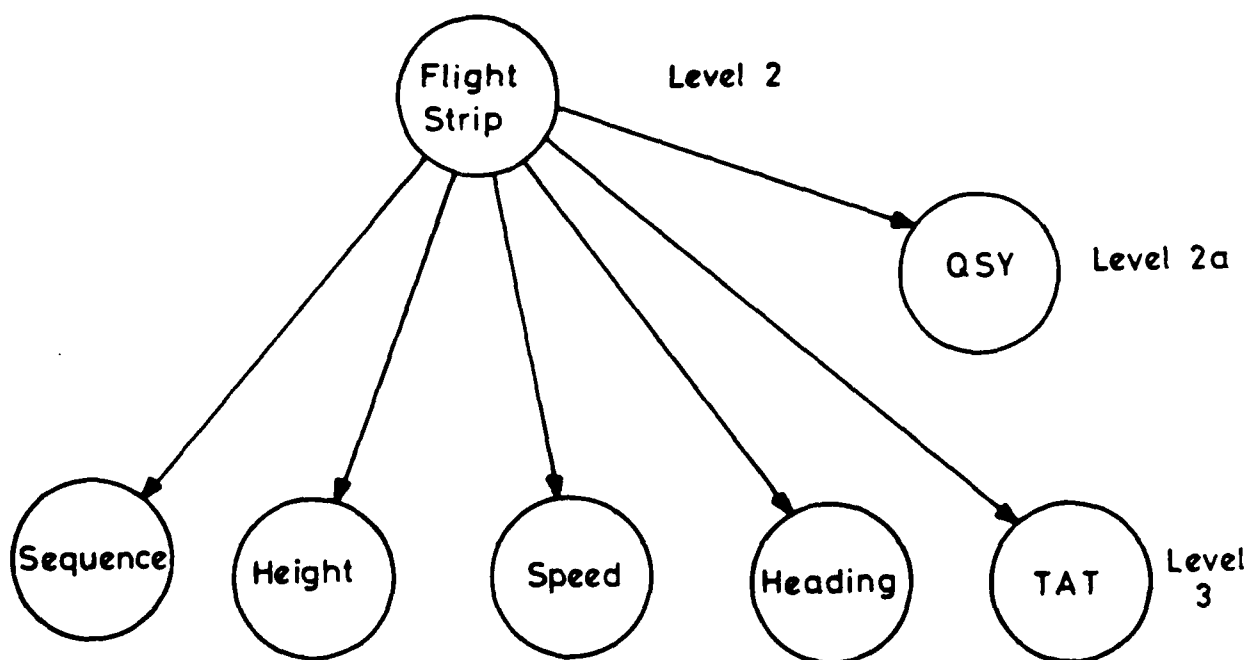 Flight
Strip
Level 2
QSY
Level 2a
Sequence
Height
Speed
Heading
TAT
Level
3